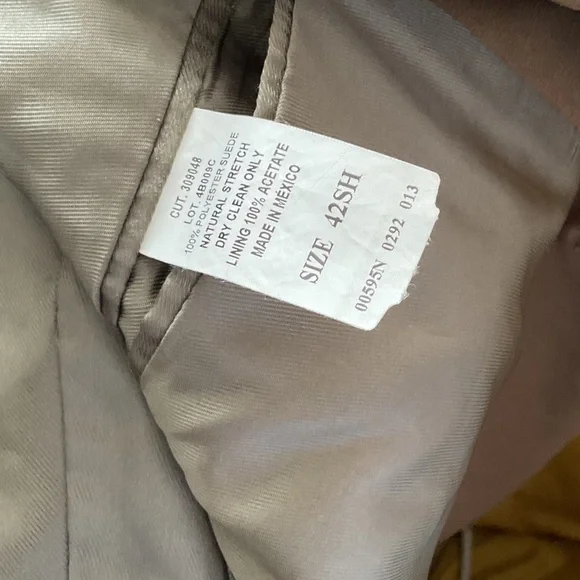 CUT. 309048
LOT. 4B009C
100% POLYESTER SUEDE
NATURAL STRETCH
DRY CLEAN ONLY
LINING 100% ACETATE
MADE IN MEXICO
SIZE 42SH
00595N 0292 013